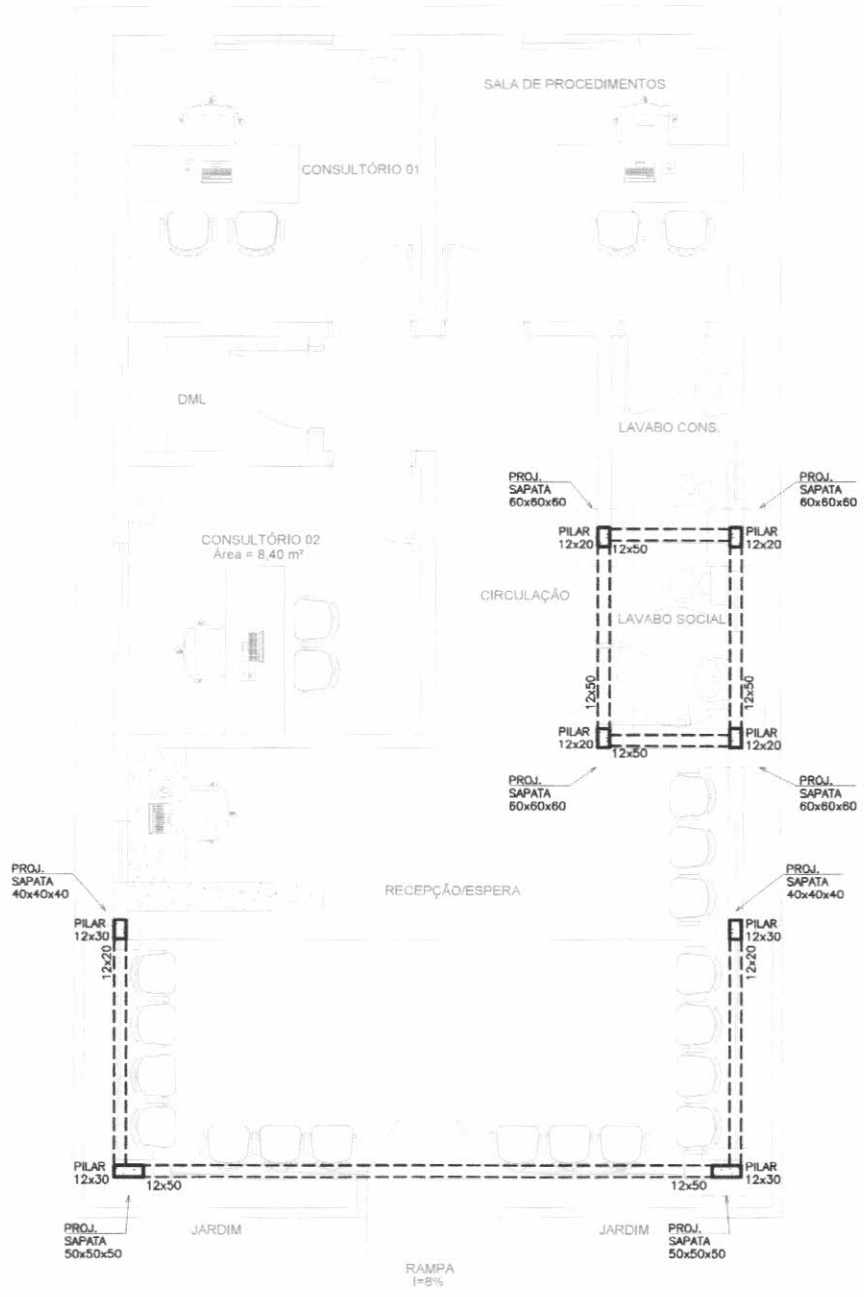 SALA DE PROCEDIMENTOS
CONSULTÓRIO 01
DML
LAVABO CONS.
PROJ.
SAPATA
60x60x60
PROJ.
SAPATA
60x60x60
PILAR
12x20
12x50
PILAR
12x20
CONSULTÓRIO 02
Área = 8,40 m²
CIRCULAÇÃO
LAVABO SOCIAL
12x50
12x50
PILAR
12x20
12x50
PILAR
12x20
PROJ.
SAPATA
60x60x60
PROJ.
SAPATA
60x60x60
PROJ.
SAPATA
40x40x40
RECEPÇÃO/ESPERA
PROJ.
SAPATA
40x40x40
PILAR
12x30
12x20
PILAR
12x30
12x20
PILAR
12x30
12x50
12x50
PILAR
12x30
PROJ.
SAPATA
50x50x50
JARDIM
JARDIM
PROJ.
SAPATA
50x50x50
RAMPA
I=8%